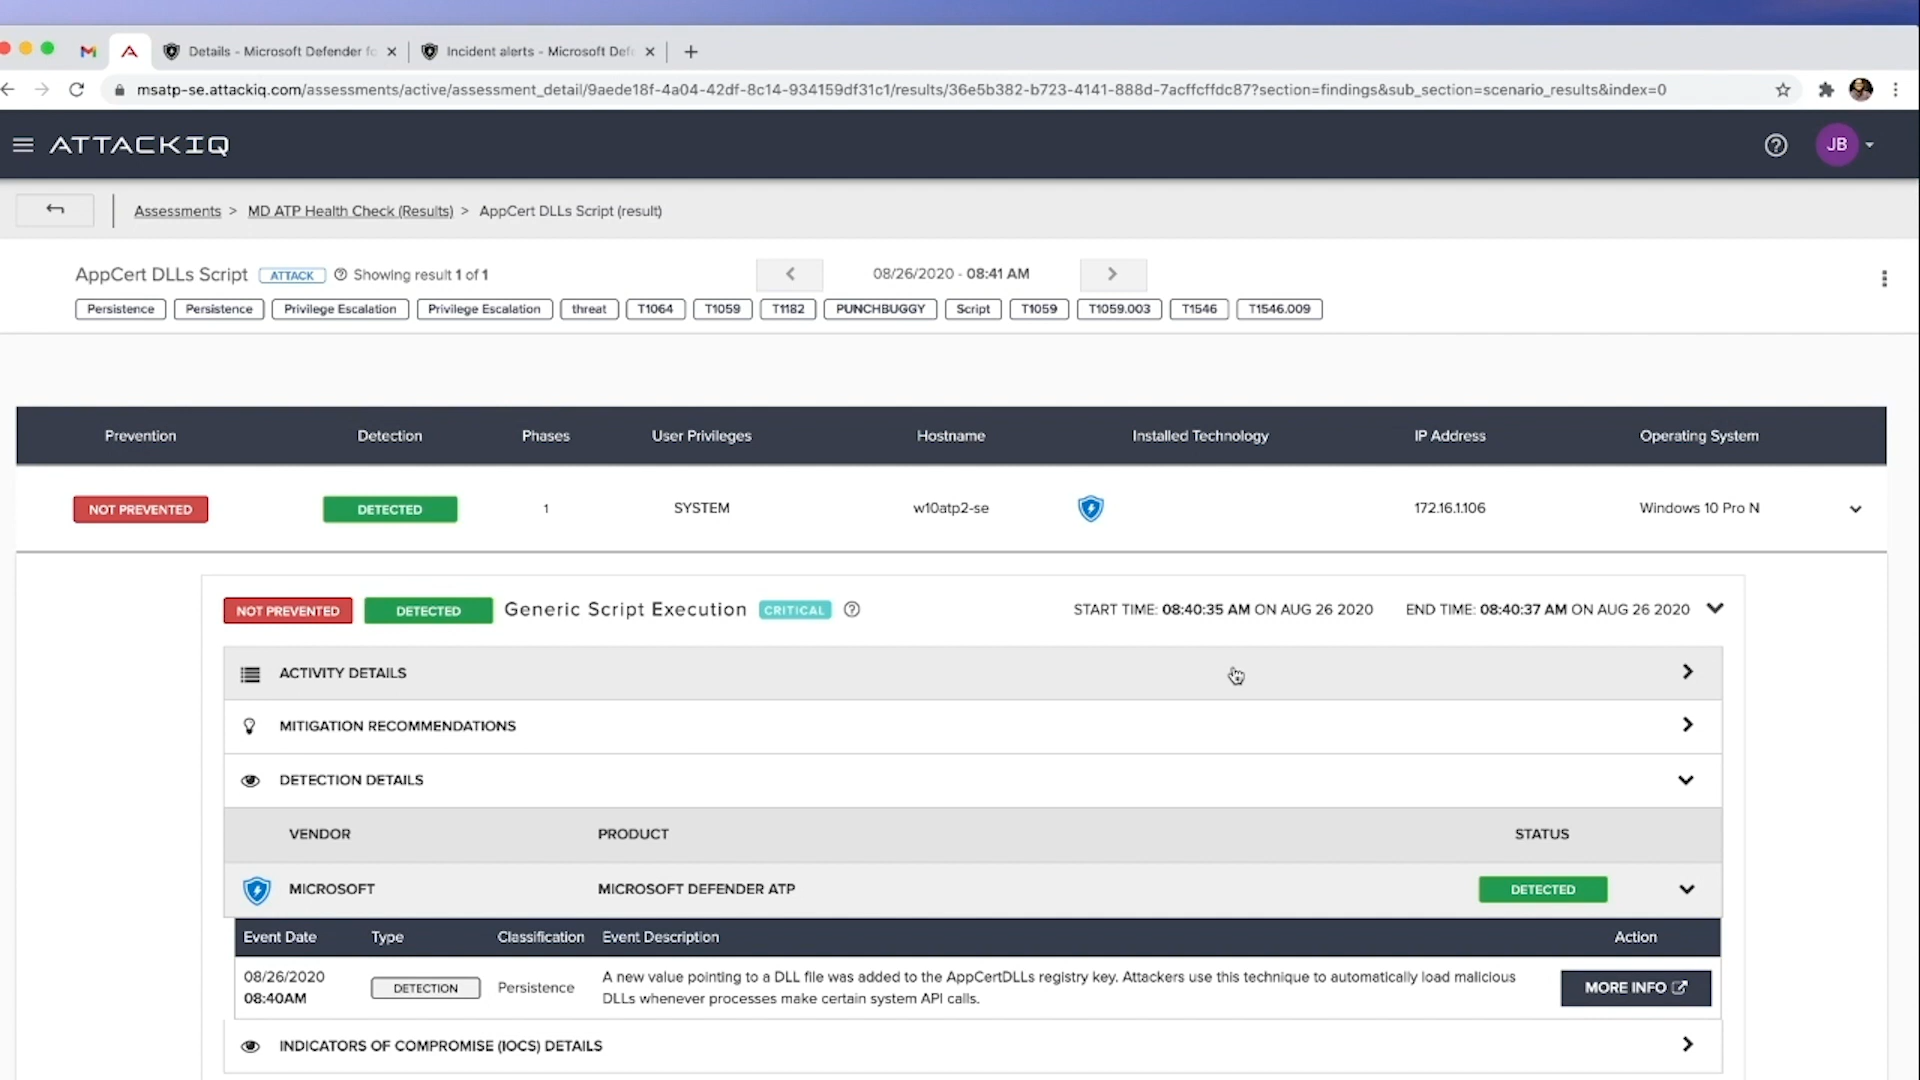 Details - Microsoft Defender fo
Incident alerts - Microsoft Defe
msatp-se.attackiq.com/assessments/active/assessment_detail/9aede18f-4a04-42df-8c14-934159df31c1/results/36e5b382-b723-4141-888d-7acffcffdc87?section=findings&sub_section=scenario_results&index=0
ATTACKIQ
JB
Assessments > MD ATP Health Check (Results) > AppCert DLLs Script (result)
AppCert DLLs Script ATTACK Showing result 1 of 1 08/26/2020 - 08:41 AM
Persistence Persistence Privilege Escalation Privilege Escalation threat T1064 T1059 T1182 PUNCHBUGGY Script T1059 T1059.003 T1546 T1546.009
Prevention Detection Phases User Privileges Hostname Installed Technology IP Address Operating System
NOT PREVENTED DETECTED 1 SYSTEM w10atp2-se 172.16.1.106 Windows 10 Pro N
NOT PREVENTED DETECTED Generic Script Execution CRITICAL START TIME: 08:40:35 AM ON AUG 26 2020 END TIME: 08:40:37 AM ON AUG 26 2020
ACTIVITY DETAILS
MITIGATION RECOMMENDATIONS
DETECTION DETAILS
VENDOR PRODUCT STATUS
MICROSOFT MICROSOFT DEFENDER ATP DETECTED
Event Date Type Classification Event Description Action
08/26/2020 08:40AM DETECTION Persistence A new value pointing to a DLL file was added to the AppCertDLLs registry key. Attackers use this technique to automatically load malicious
DLLs whenever processes make certain system API calls. MORE INFO
INDICATORS OF COMPROMISE (IOCS) DETAILS